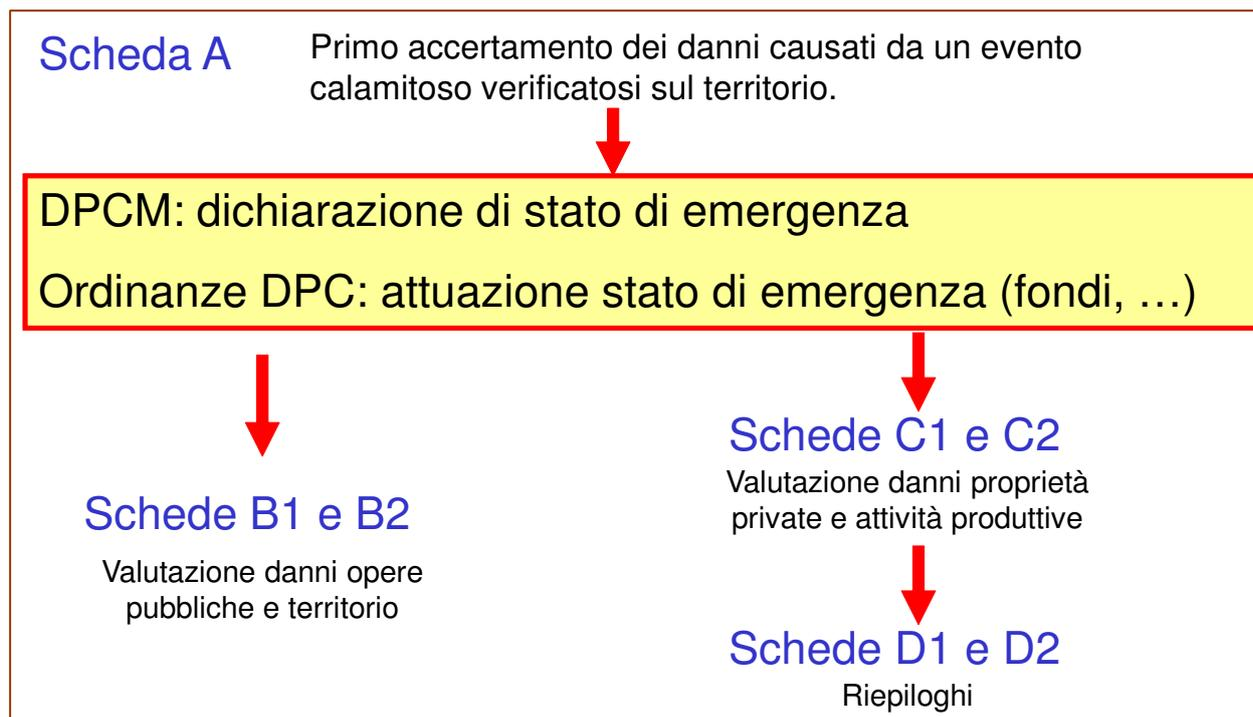 Scheda A
Primo accertamento dei danni causati da un evento
calamitoso verificatosi sul territorio.
DPCM: dichiarazione di stato di emergenza
Ordinanze DPC: attuazione stato di emergenza (fondi, …)
Schede B1 e B2
Valutazione danni opere
pubbliche e territorio
Schede C1 e C2
Valutazione danni proprietà
private e attività produttive
Schede D1 e D2
Riepiloghi